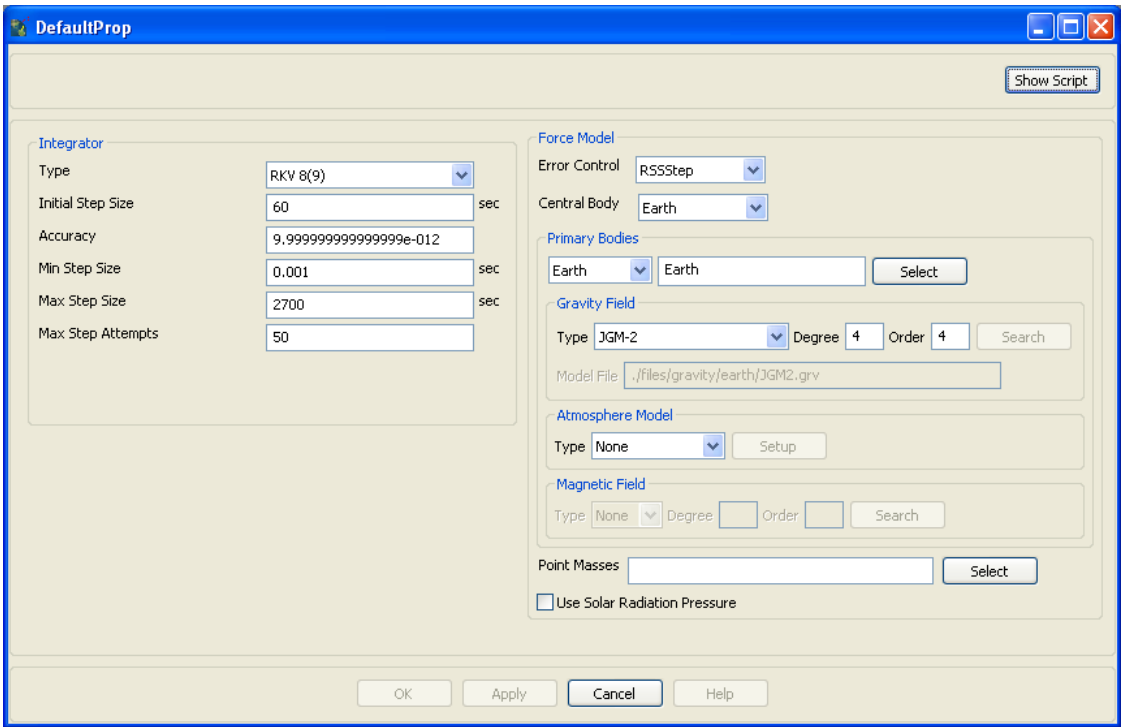 DefaultProp
Show Script
Integrator
Type RKV 8(9)
Initial Step Size 60 sec
Accuracy 9.999999999999999e-012
Min Step Size 0.001 sec
Max Step Size 2700 sec
Max Step Attempts 50
Force Model
Error Control RSSStep
Central Body Earth
Primary Bodies
Earth Earth Select
Gravity Field
Type JGM-2 Degree 4 Order 4 Search
Model File ./files/gravity/earth/JGM2.grv
Atmosphere Model
Type None Setup
Magnetic Field
Type None Degree Order Search
Point Masses Select
Use Solar Radiation Pressure
OK Apply Cancel Help